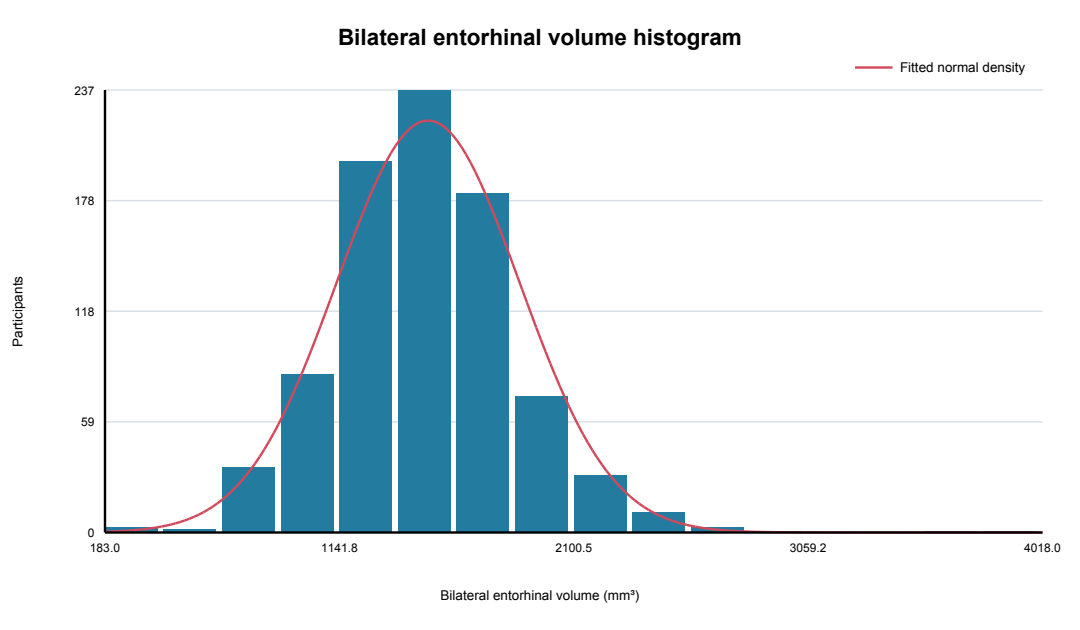 Bilateral entorhinal volume histogram
Fitted normal density
237
178
118
59
0
Participants
183.0 1141.8 2100.5 3059.2 4018.0
Bilateral entorhinal volume (mm³)